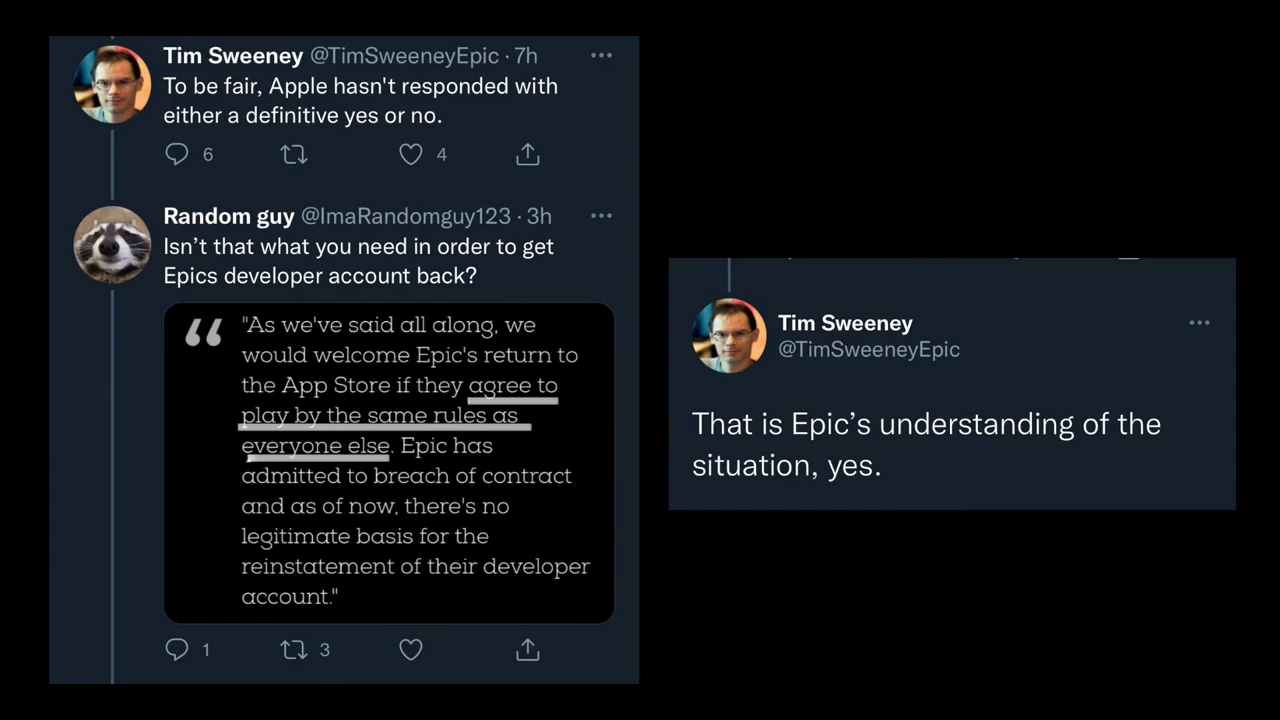 Tim Sweeney @TimSweeneyEpic · 7h
To be fair, Apple hasn't responded with
either a definitive yes or no.
6 4
Random guy @ImaRandomguy123 · 3h
Isn’t that what you need in order to get
Epics developer account back?
"As we've said all along, we
would welcome Epic's return to
the App Store if they agree to
play by the same rules as
everyone else. Epic has
admitted to breach of contract
and as of now, there's no
legitimate basis for the
reinstatement of their developer
account."
1 3
Tim Sweeney
@TimSweeneyEpic
That is Epic’s understanding of the
situation, yes.